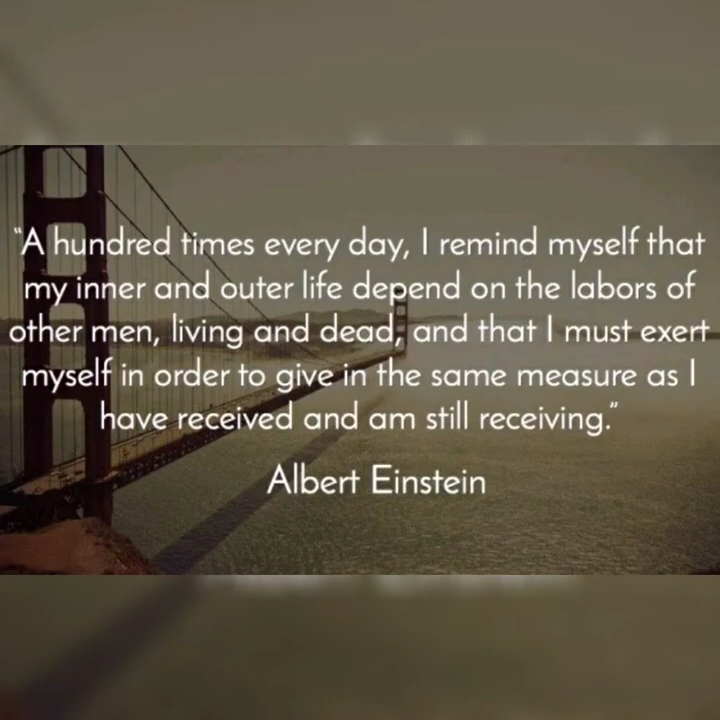 “A hundred times every day, I remind myself that
my inner and outer life depend on the labors of
other men, living and dead, and that I must exert
myself in order to give in the same measure as I
have received and am still receiving.”
Albert Einstein